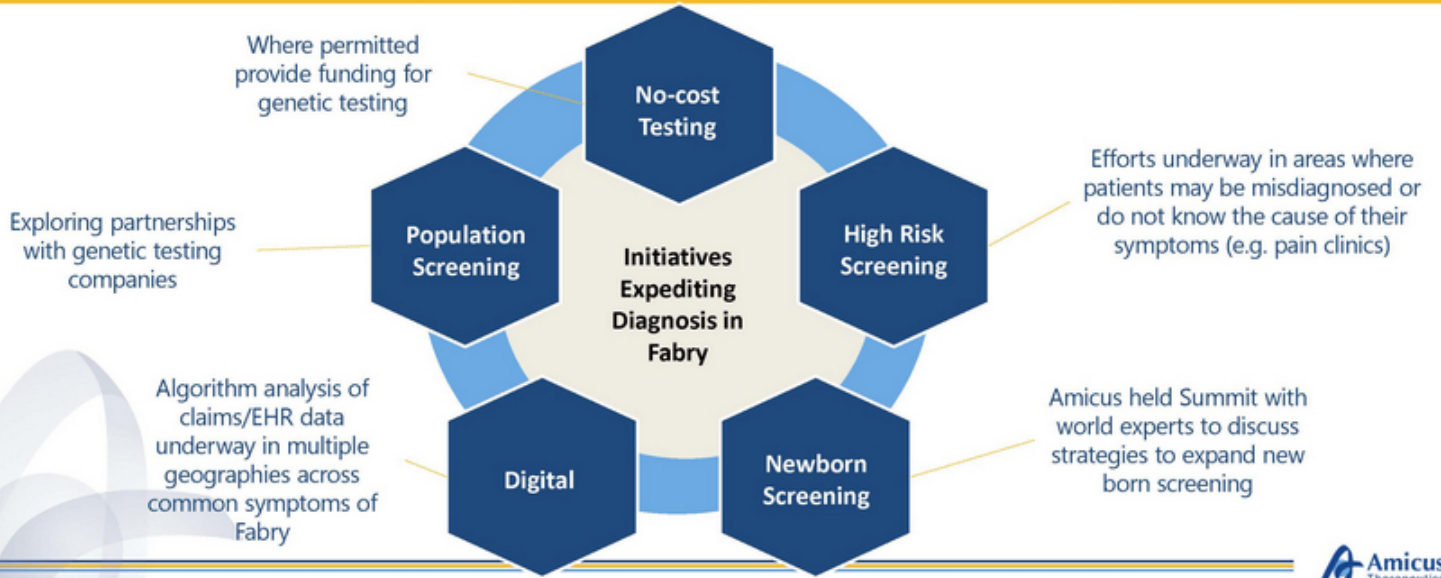 Where permitted
provide funding for
genetic testing
No-cost
Testing
Efforts underway in areas where
patients may be misdiagnosed or
do not know the cause of their
symptoms (e.g. pain clinics)
High Risk
Screening
Exploring partnerships
with genetic testing
companies
Population
Screening
Initiatives
Expediting
Diagnosis in
Fabry
Algorithm analysis of
claims/EHR data
underway in multiple
geographies across
common symptoms of
Fabry
Digital
Newborn
Screening
Amicus held Summit with
world experts to discuss
strategies to expand new
born screening
Amicus